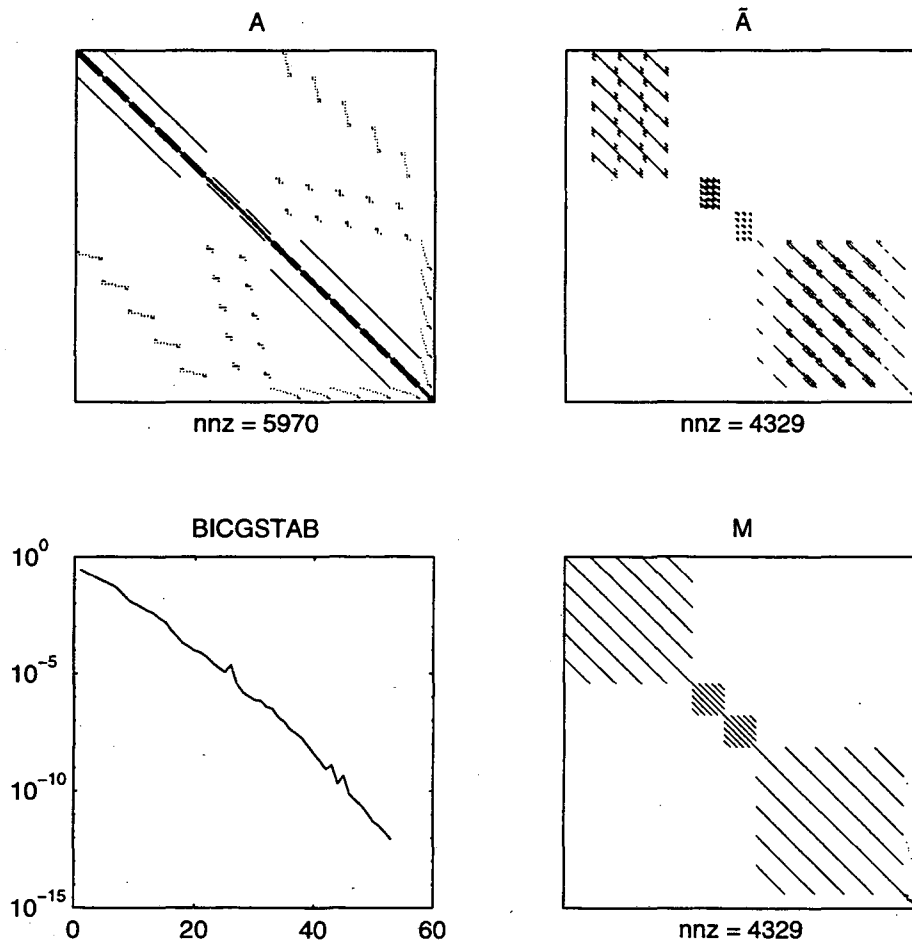 A
Ã
nnz = 5970
nnz = 4329
BICGSTAB
M
10^0
10^-5
10^-10
10^-15
0
20
40
60
nnz = 4329